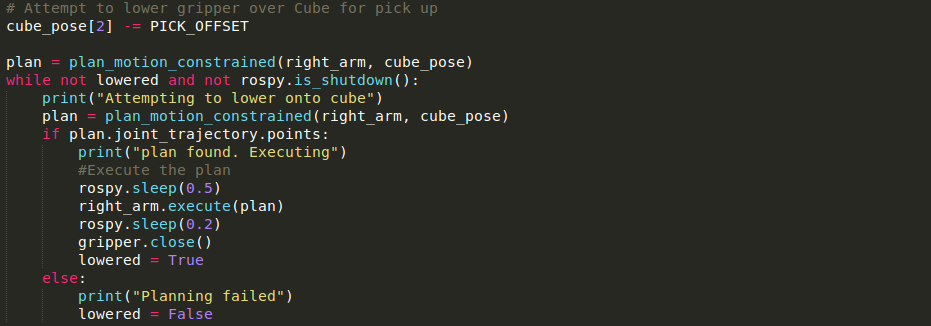 # Attempt to lower gripper over Cube for pick up
cube_pose[2] -= PICK_OFFSET

plan = plan_motion_constrained(right_arm, cube_pose)
while not lowered and not rospy.is_shutdown():
    print("Attempting to lower onto cube")
    plan = plan_motion_constrained(right_arm, cube_pose)
    if plan.joint_trajectory.points:
        print("plan found. Executing")
        #Execute the plan
        rospy.sleep(0.5)
        right_arm.execute(plan)
        rospy.sleep(0.2)
        gripper.close()
        lowered = True
    else:
        print("Planning failed")
        lowered = False